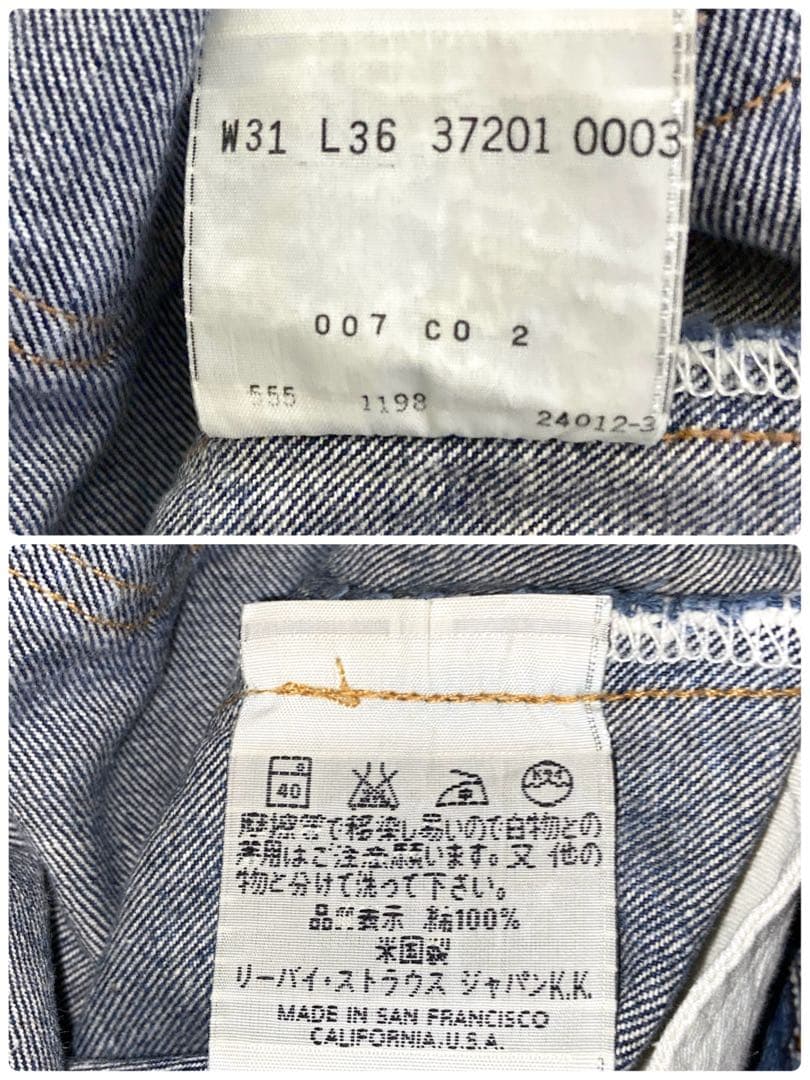 W31 L36 37201 0003
007 CO 2
555 1198 24012-3
40 ドライ
摩擦等で移染し易いので白物との
着用はご注意願います。又 他の
物と分けて洗って下さい。
品質表示 綿100%
米国製
リーバイ・ストラウス ジャパンK.K.
MADE IN SAN FRANCISCO
CALIFORNIA.U.S.A.